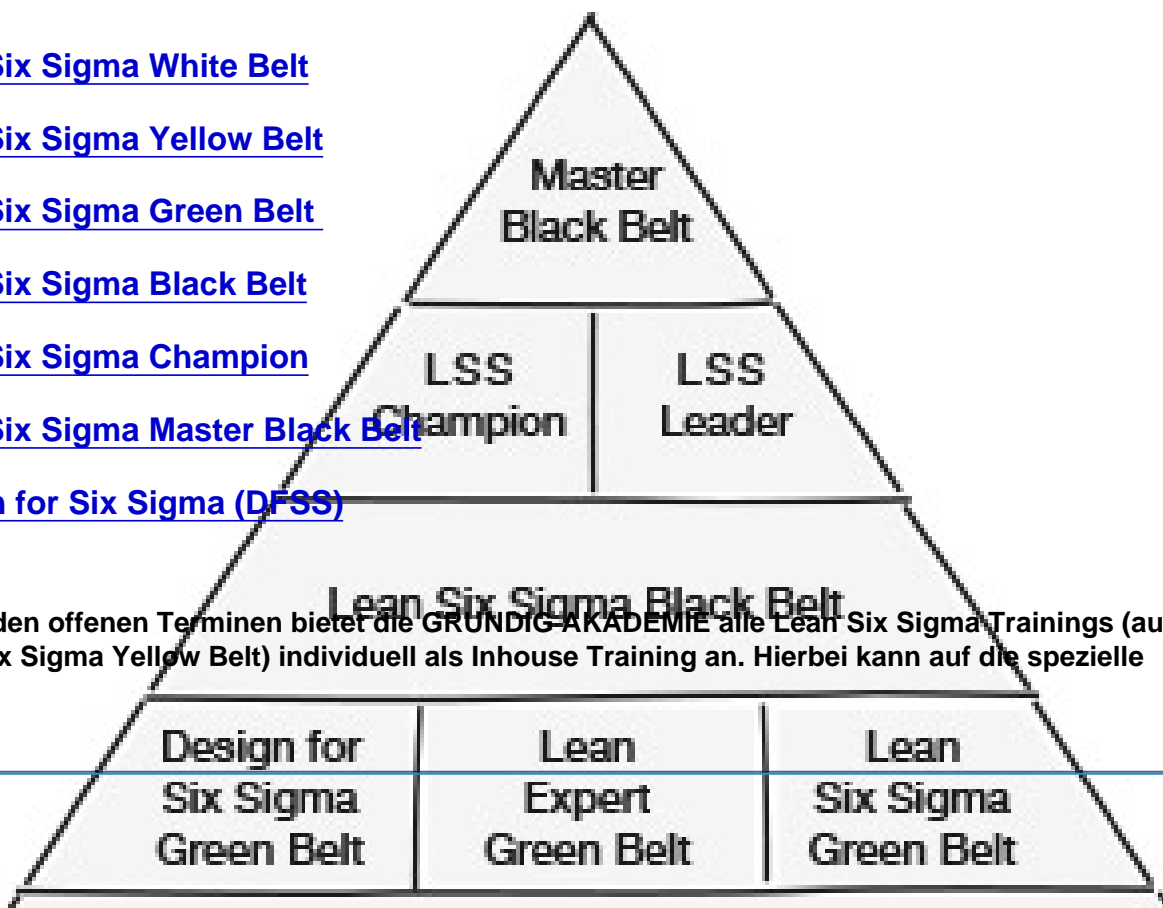 Six Sigma White Belt
Six Sigma Yellow Belt
Six Sigma Green Belt
Six Sigma Black Belt
Six Sigma Champion
Six Sigma Master Black Belt
n for Six Sigma (DFSS)
den offenen Terminen bietet die GRUNDIG AKADEMIE alle Lean Six Sigma Trainings (au
x Sigma Yellow Belt) individuell als Inhouse Training an. Hierbei kann auf die spezielle
Master
Black Belt
LSS
Champion
LSS
Leader
Lean Six Sigma Black Belt
Design for
Six Sigma
Green Belt
Lean
Expert
Green Belt
Lean
Six Sigma
Green Belt